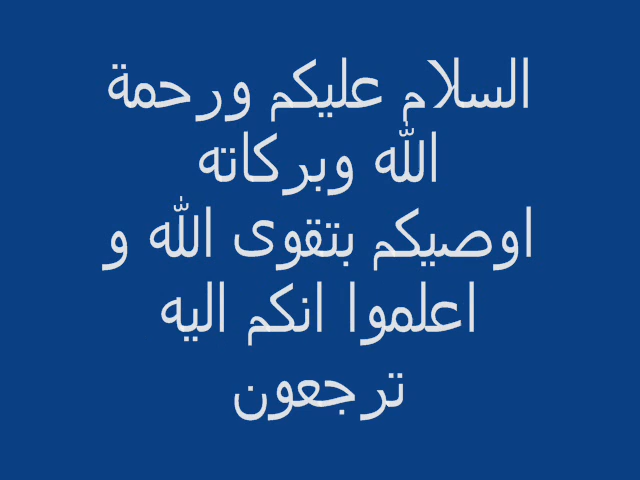 السلام عليكم ورحمة
الله وبركاته
اوصيكم بتقوى الله و
اعلموا انكم اليه
ترجعون